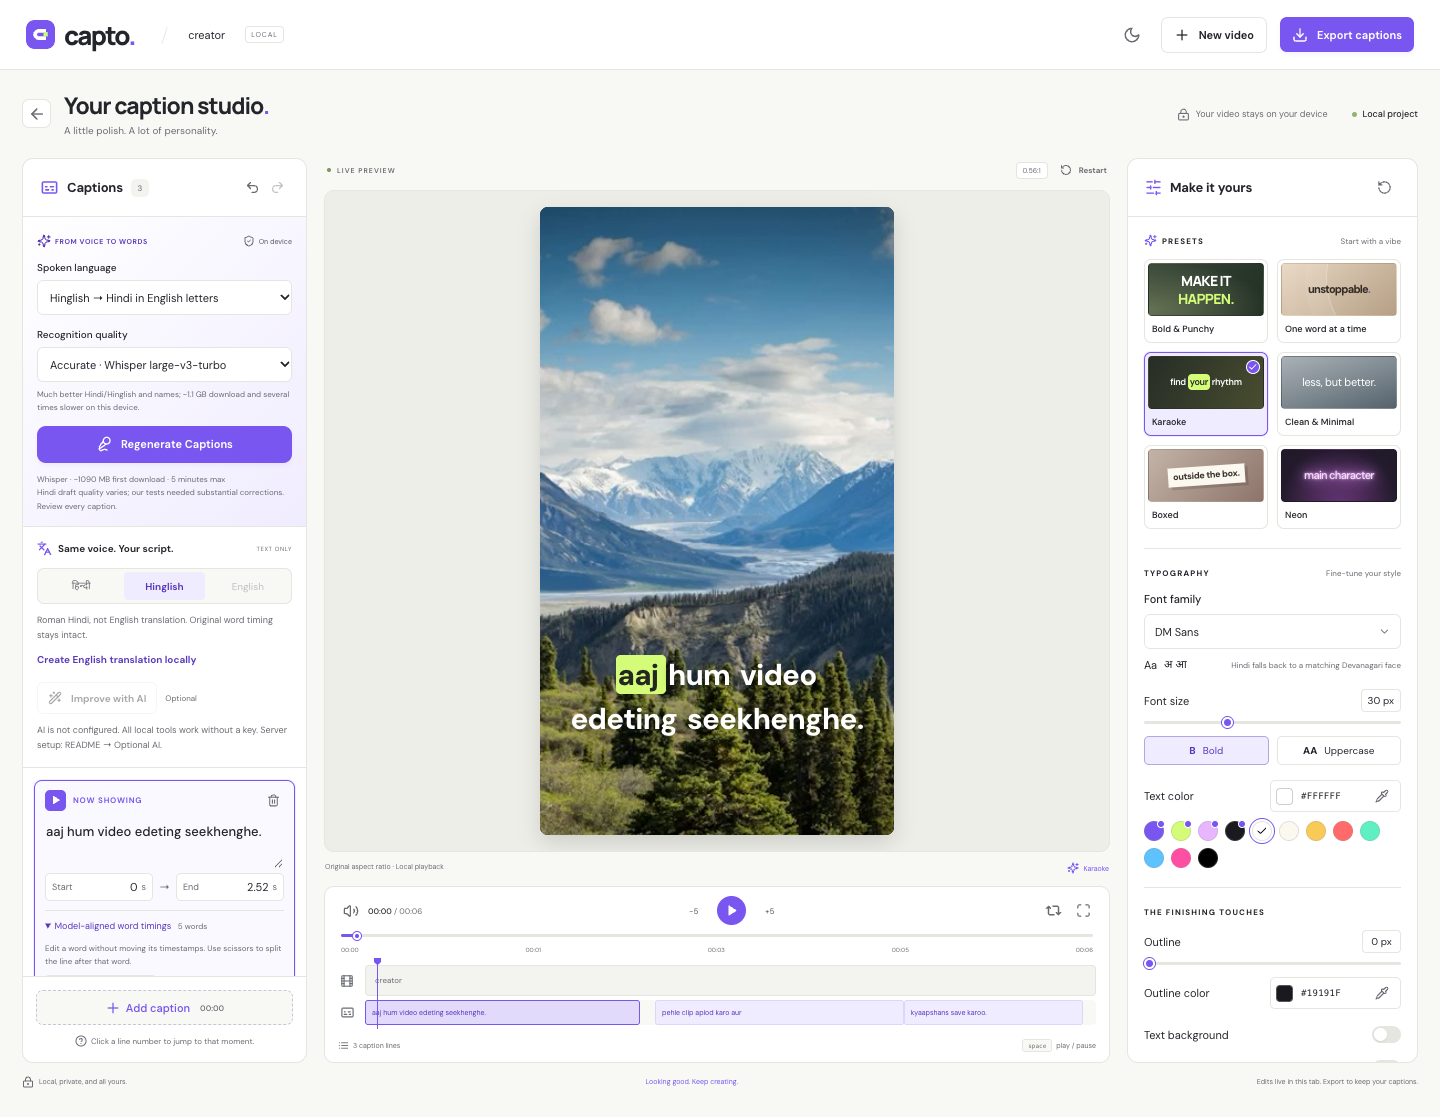 capto.
/
creator
LOCAL
New video
Export captions
Your caption studio.
A little polish. A lot of personality.
Your video stays on your device
Local project
Captions 3
FROM VOICE TO WORDS
On device
Spoken language
Hinglish → Hindi in English letters
Recognition quality
Accurate · Whisper large-v3-turbo
Much better Hindi/Hinglish and names; ~1.1 GB download and several
times slower on this device.
Regenerate Captions
Whisper · ~1090 MB first download · 5 minutes max
Hindi draft quality varies; our tests needed substantial corrections.
Review every caption.
Same voice. Your script.
TEXT ONLY
हिन्दी
Hinglish
English
Roman Hindi, not English translation. Original word timing
stays intact.
Create English translation locally
Improve with AI
Optional
AI is not configured. All local tools work without a key. Server
setup: README → Optional AI.
NOW SHOWING
aaj hum video edeting seekhenghe.
Start 0 s → End 2.52 s
▼ Model-aligned word timings 5 words
Edit a word without moving its timestamps. Use scissors to split
the line after that word.
Add caption 00:00
Click a line number to jump to that moment.
LIVE PREVIEW
0.56:1
Restart
aaj hum video
edeting seekhenghe.
Original aspect ratio · Local playback
Karaoke
00:00 / 00:06
-5
+5
00:00
00:01
00:03
00:05
00:06
creator
aaj hum video edeting seekhenghe.
pehle clip aplod karo aur
kyaapshans save karoo.
3 caption lines
space play / pause
Make it yours
PRESETS
Start with a vibe
MAKE IT
HAPPEN.
Bold & Punchy
unstoppable.
One word at a time
find your rhythm
Karaoke
less, but better.
Clean & Minimal
outside the box.
Boxed
main character
Neon
TYPOGRAPHY
Fine-tune your style
Font family
DM Sans
Aa अ आ
Hindi falls back to a matching Devanagari face
Font size
30 px
B Bold
AA Uppercase
Text color
#FFFFFF
THE FINISHING TOUCHES
Outline
0 px
Outline color
#19191F
Text background
Local, private, and all yours.
Looking good. Keep creating.
Edits live in this tab. Export to keep your captions.